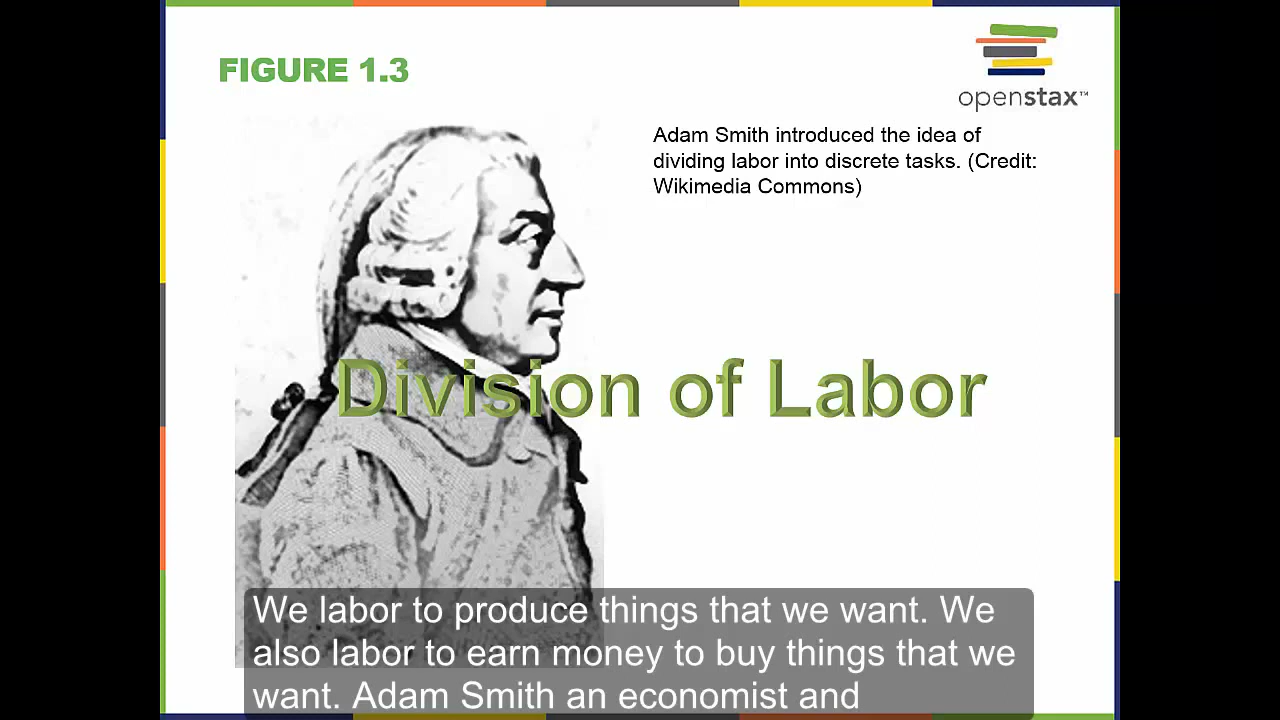 FIGURE 1.3
openstax™
Adam Smith introduced the idea of
dividing labor into discrete tasks. (Credit:
Wikimedia Commons)
Division of Labor
We labor to produce things that we want. We
also labor to earn money to buy things that we
want. Adam Smith an economist and